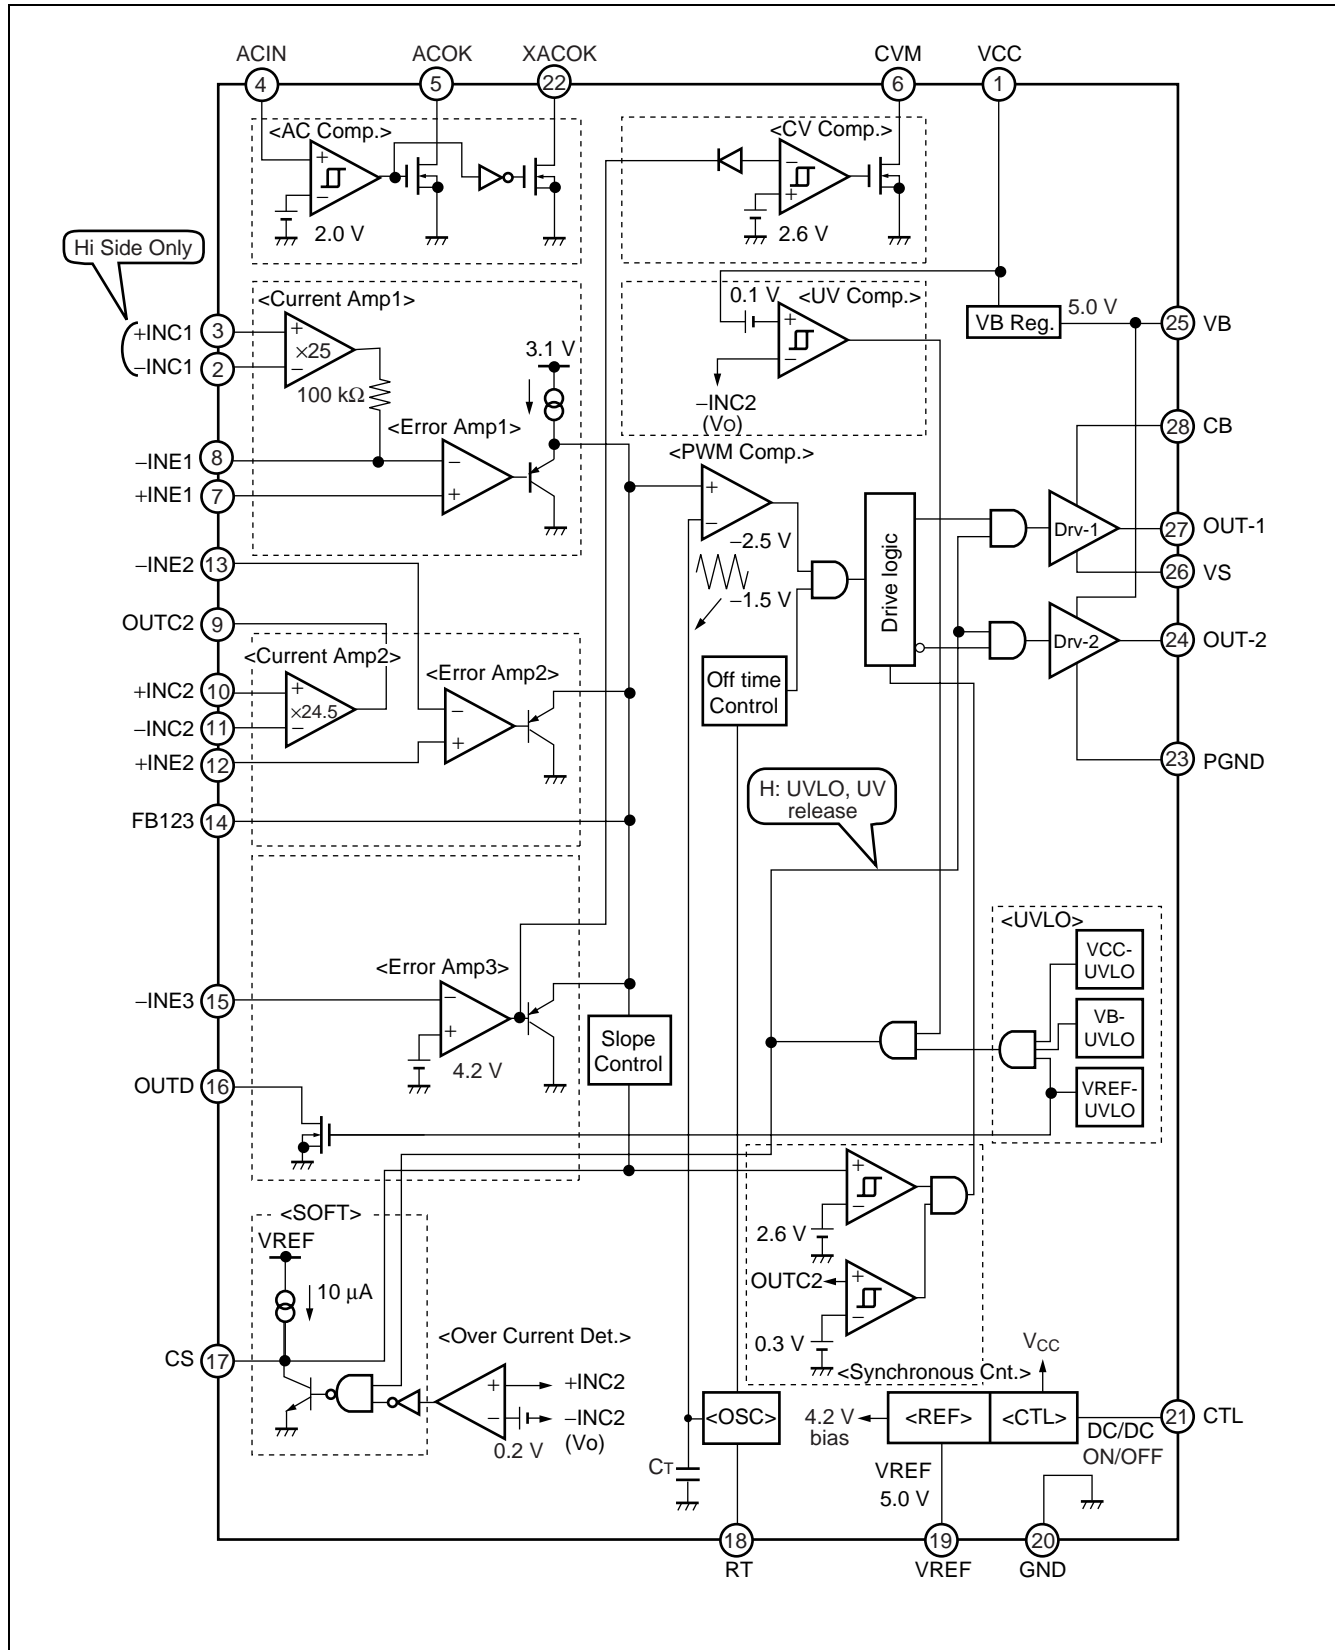 ACIN
ACOK
XACOK
CVM
VCC
4
5
22
6
1
<AC Comp.>
+
−
2.0 V
<CV Comp.>
−
+
2.6 V
Hi Side Only
<Current Amp1>
+INC1
3
−INC1
2
+
×25
−
100 kΩ
3.1 V
<Error Amp1>
−INE1
8
+INE1
7
−
+
0.1 V
<UV Comp.>
+
−
−INC2
(Vo)
VB Reg.
5.0 V
25
VB
28
CB
<PWM Comp.>
+
−
−2.5 V
−1.5 V
Drive logic
Drv-1
27
OUT-1
26
VS
Drv-2
24
OUT-2
23
PGND
−INE2
13
OUTC2
9
<Current Amp2>
+INC2
10
−INC2
11
+INE2
12
+
×24.5
−
<Error Amp2>
−
+
Off time
Control
FB123
14
H: UVLO, UV
release
<UVLO>
VCC-
UVLO
VB-
UVLO
VREF-
UVLO
<Error Amp3>
−INE3
15
−
+
4.2 V
Slope
Control
OUTD
16
+
−
2.6 V
OUTC2
+
−
0.3 V
<Synchronous Cnt.>
<SOFT>
VREF
10 µA
CS
17
<Over Current Det.>
+
−
+INC2
−INC2
(Vo)
0.2 V
<OSC>
CT
4.2 V
bias
<REF>
<CTL>
VCC
21
CTL
DC/DC
ON/OFF
VREF
5.0 V
18
19
20
RT
VREF
GND